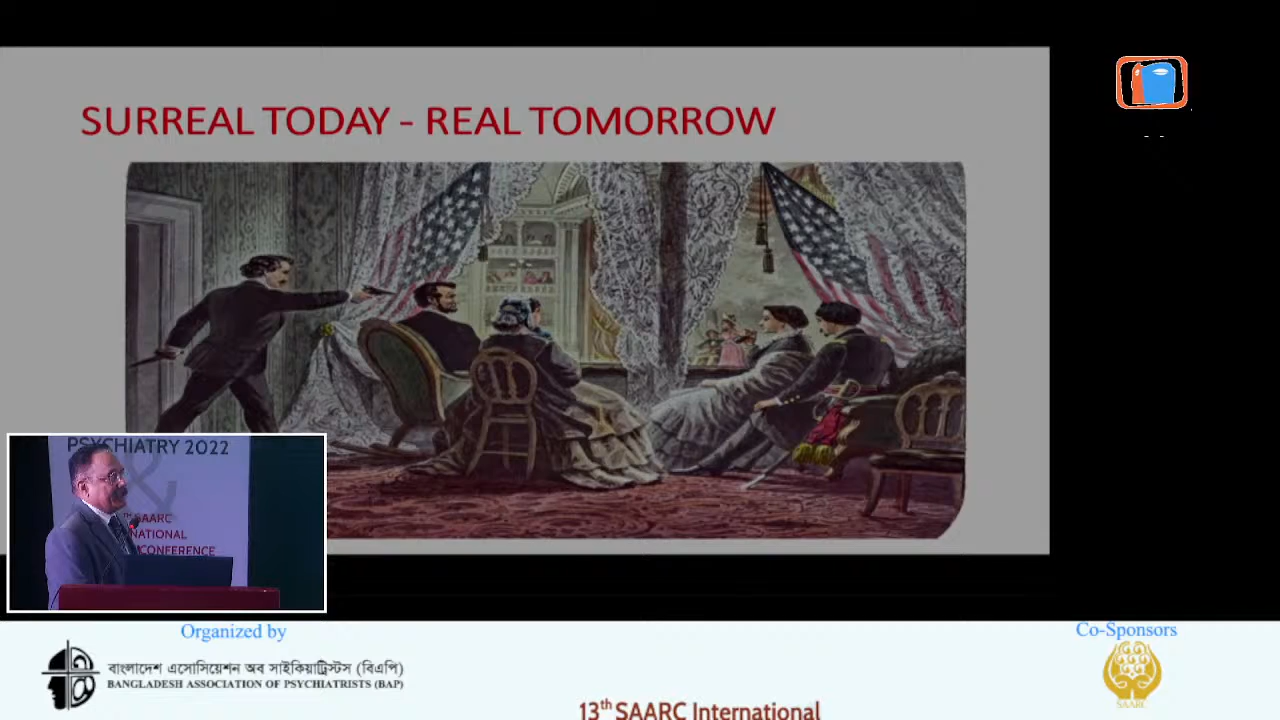 SURREAL TODAY - REAL TOMORROW
PSYCHIATRY 2022
&
SAARC
NATIONAL
CONFERENCE
Organized by
বাংলাদেশ এসোসিয়েশন অব সাইকিয়াট্রিস্টস (বিএপি)
BANGLADESH ASSOCIATION OF PSYCHIATRISTS (BAP)
Co-Sponsors
SAARC
13th SAARC International